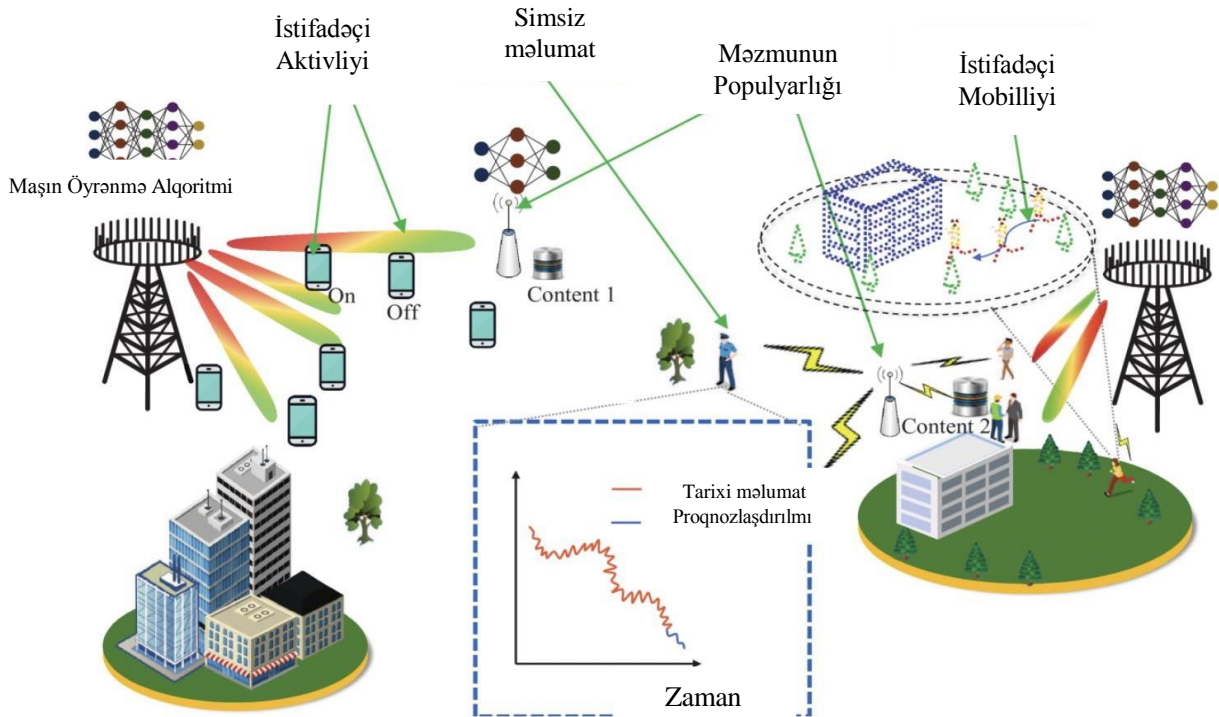 İstifadəçi
Aktivliyi
Simsiz
məlumat
Məzmunun
Populyarlığı
İstifadəçi
Mobilliyi
Maşın Öyrənmə Alqoritmi
On
Off
Content 1
Content 2
Tarixi məlumat
Proqnozlaşdırılmı
Zaman